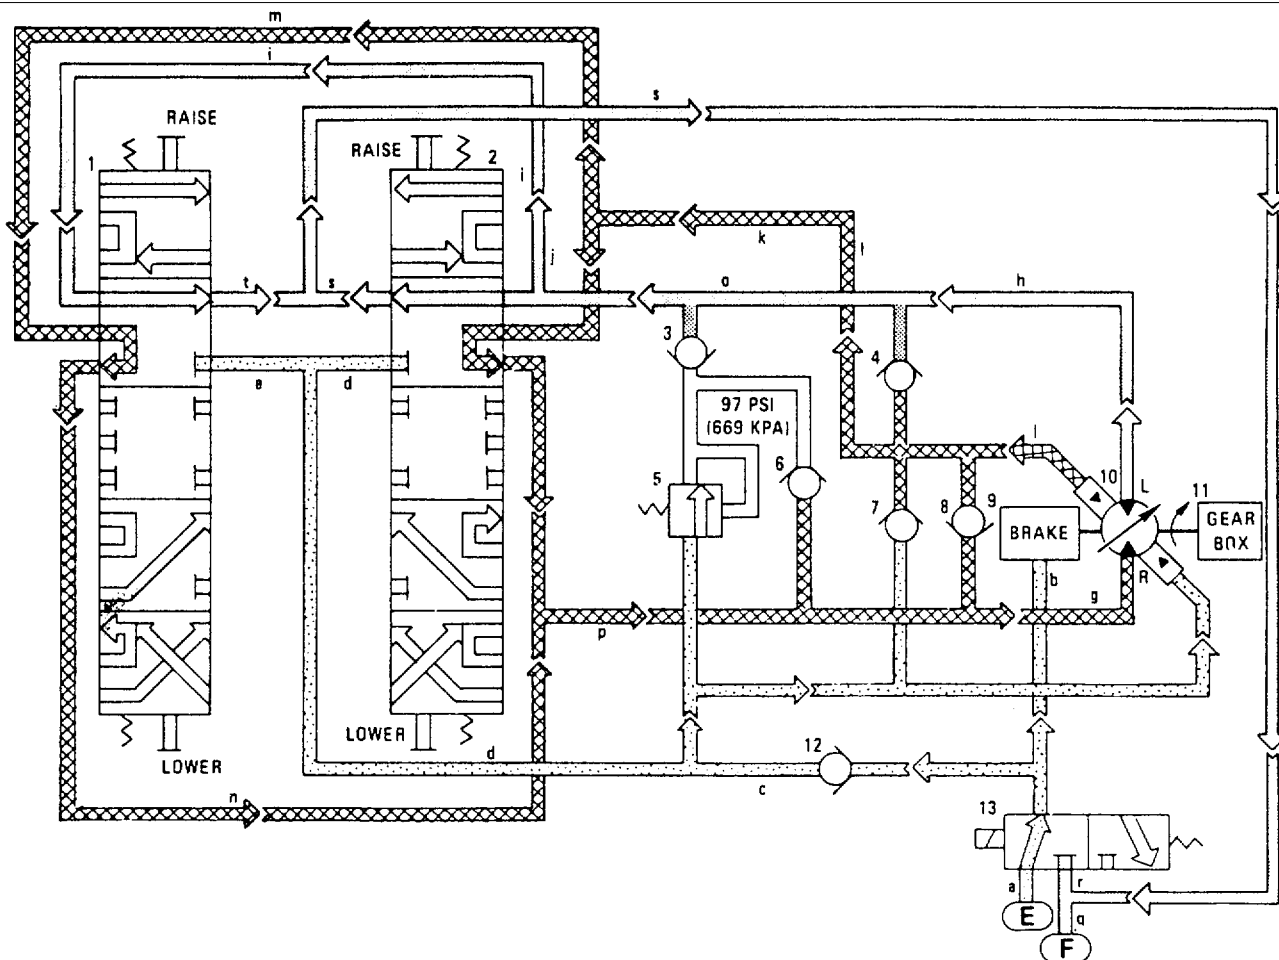 m
i
s
RAISE
RAISE
1
2
i
k
l
j
t
s
o
h
3
4
e
d
97 PSI
(669 KPA)
l
5
6
7
8
9
10
L
11
BRAKE
GEAR
BOX
R
b
g
p
LOWER
LOWER
d
12
c
n
13
a
r
E
q
F